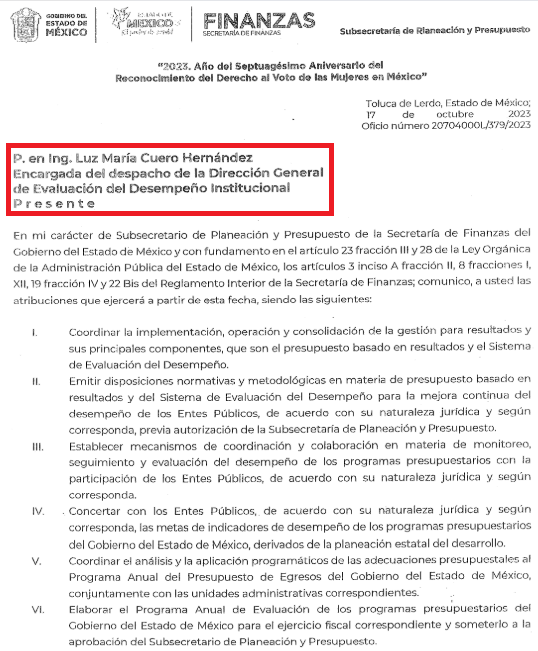 GOBIERNO DEL
ESTADO DE
MÉXICO
MÉXICO
¡El poder de servir!
FINANZAS
SECRETARÍA DE FINANZAS
Subsecretaría de Planeación y Presupuesto
"2023. Año del Septuagésimo Aniversario del
Reconocimiento del Derecho al Voto de las Mujeres en México"
Toluca de Lerdo, Estado de México;
17 de octubre 2023
Oficio número 20704000L/379/2023
P. en Ing. Luz María Cuero Hernández
Encargada del despacho de la Dirección General
de Evaluación del Desempeño Institucional
P r e s e n t e
En mi carácter de Subsecretario de Planeación y Presupuesto de la Secretaría de Finanzas del
Gobierno del Estado de México y con fundamento en el artículo 23 fracción III y 28 de la Ley Orgánica
de la Administración Pública del Estado de México, los artículos 3 inciso A fracción II, 8 fracciones I,
XII, 19 fracción IV y 22 Bis del Reglamento Interior de la Secretaría de Finanzas; comunico, a usted las
atribuciones que ejercerá a partir de esta fecha, siendo las siguientes:
I. Coordinar la implementación, operación y consolidación de la gestión para resultados y
sus principales componentes, que son el presupuesto basado en resultados y el Sistema
de Evaluación del Desempeño.
II. Emitir disposiciones normativas y metodológicas en materia de presupuesto basado en
resultados y del Sistema de Evaluación del Desempeño para la mejora continua del
desempeño de los Entes Públicos, de acuerdo con su naturaleza jurídica y según
corresponda, previa autorización de la Subsecretaría de Planeación y Presupuesto.
III. Establecer mecanismos de coordinación y colaboración en materia de monitoreo,
seguimiento y evaluación del desempeño de los programas presupuestarios con la
participación de los Entes Públicos, de acuerdo con su naturaleza jurídica y según
corresponda.
IV. Concertar con los Entes Públicos, de acuerdo con su naturaleza jurídica y según
corresponda, las metas de indicadores de desempeño de los programas presupuestarios
del Gobierno del Estado de México, derivados de la planeación estatal del desarrollo.
V. Coordinar el análisis y la aplicación programáticos de las adecuaciones presupuestales al
Programa Anual del Presupuesto de Egresos del Gobierno del Estado de México,
conjuntamente con las unidades administrativas correspondientes.
VI. Elaborar el Programa Anual de Evaluación de los programas presupuestarios del
Gobierno del Estado de México para el ejercicio fiscal correspondiente y someterlo a la
aprobación del Subsecretario de Planeación y Presupuesto.